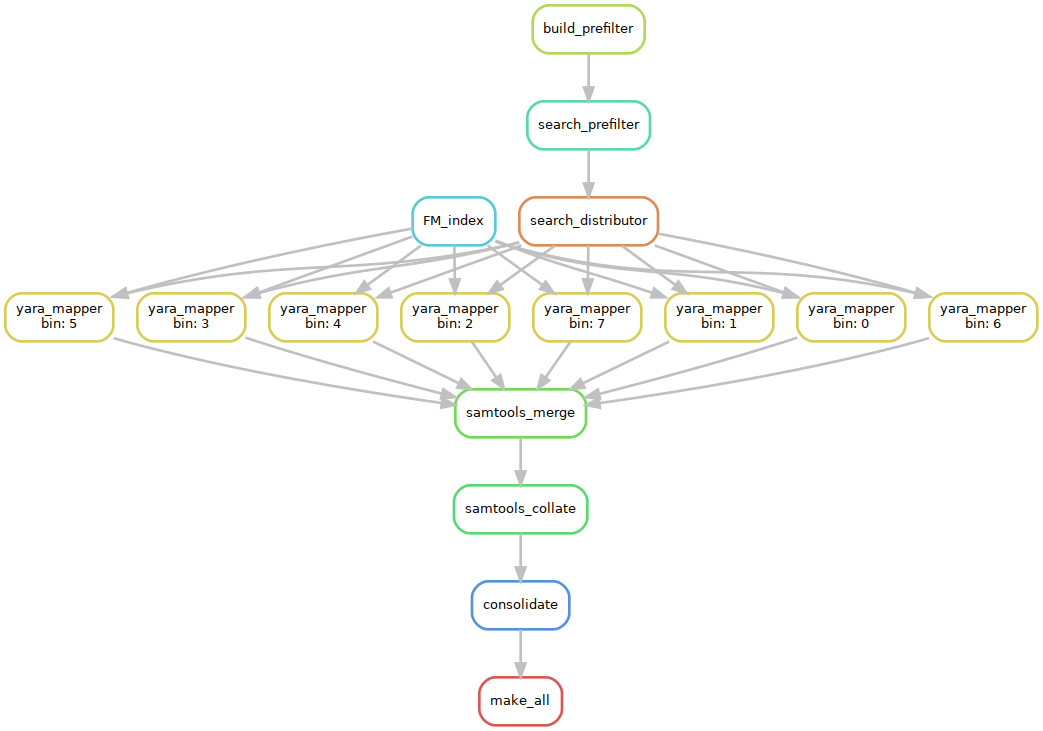 build_prefilter
search_prefilter
FM_index
search_distributor
yara_mapper
bin: 5
yara_mapper
bin: 3
yara_mapper
bin: 4
yara_mapper
bin: 2
yara_mapper
bin: 7
yara_mapper
bin: 1
yara_mapper
bin: 0
yara_mapper
bin: 6
samtools_merge
samtools_collate
consolidate
make_all